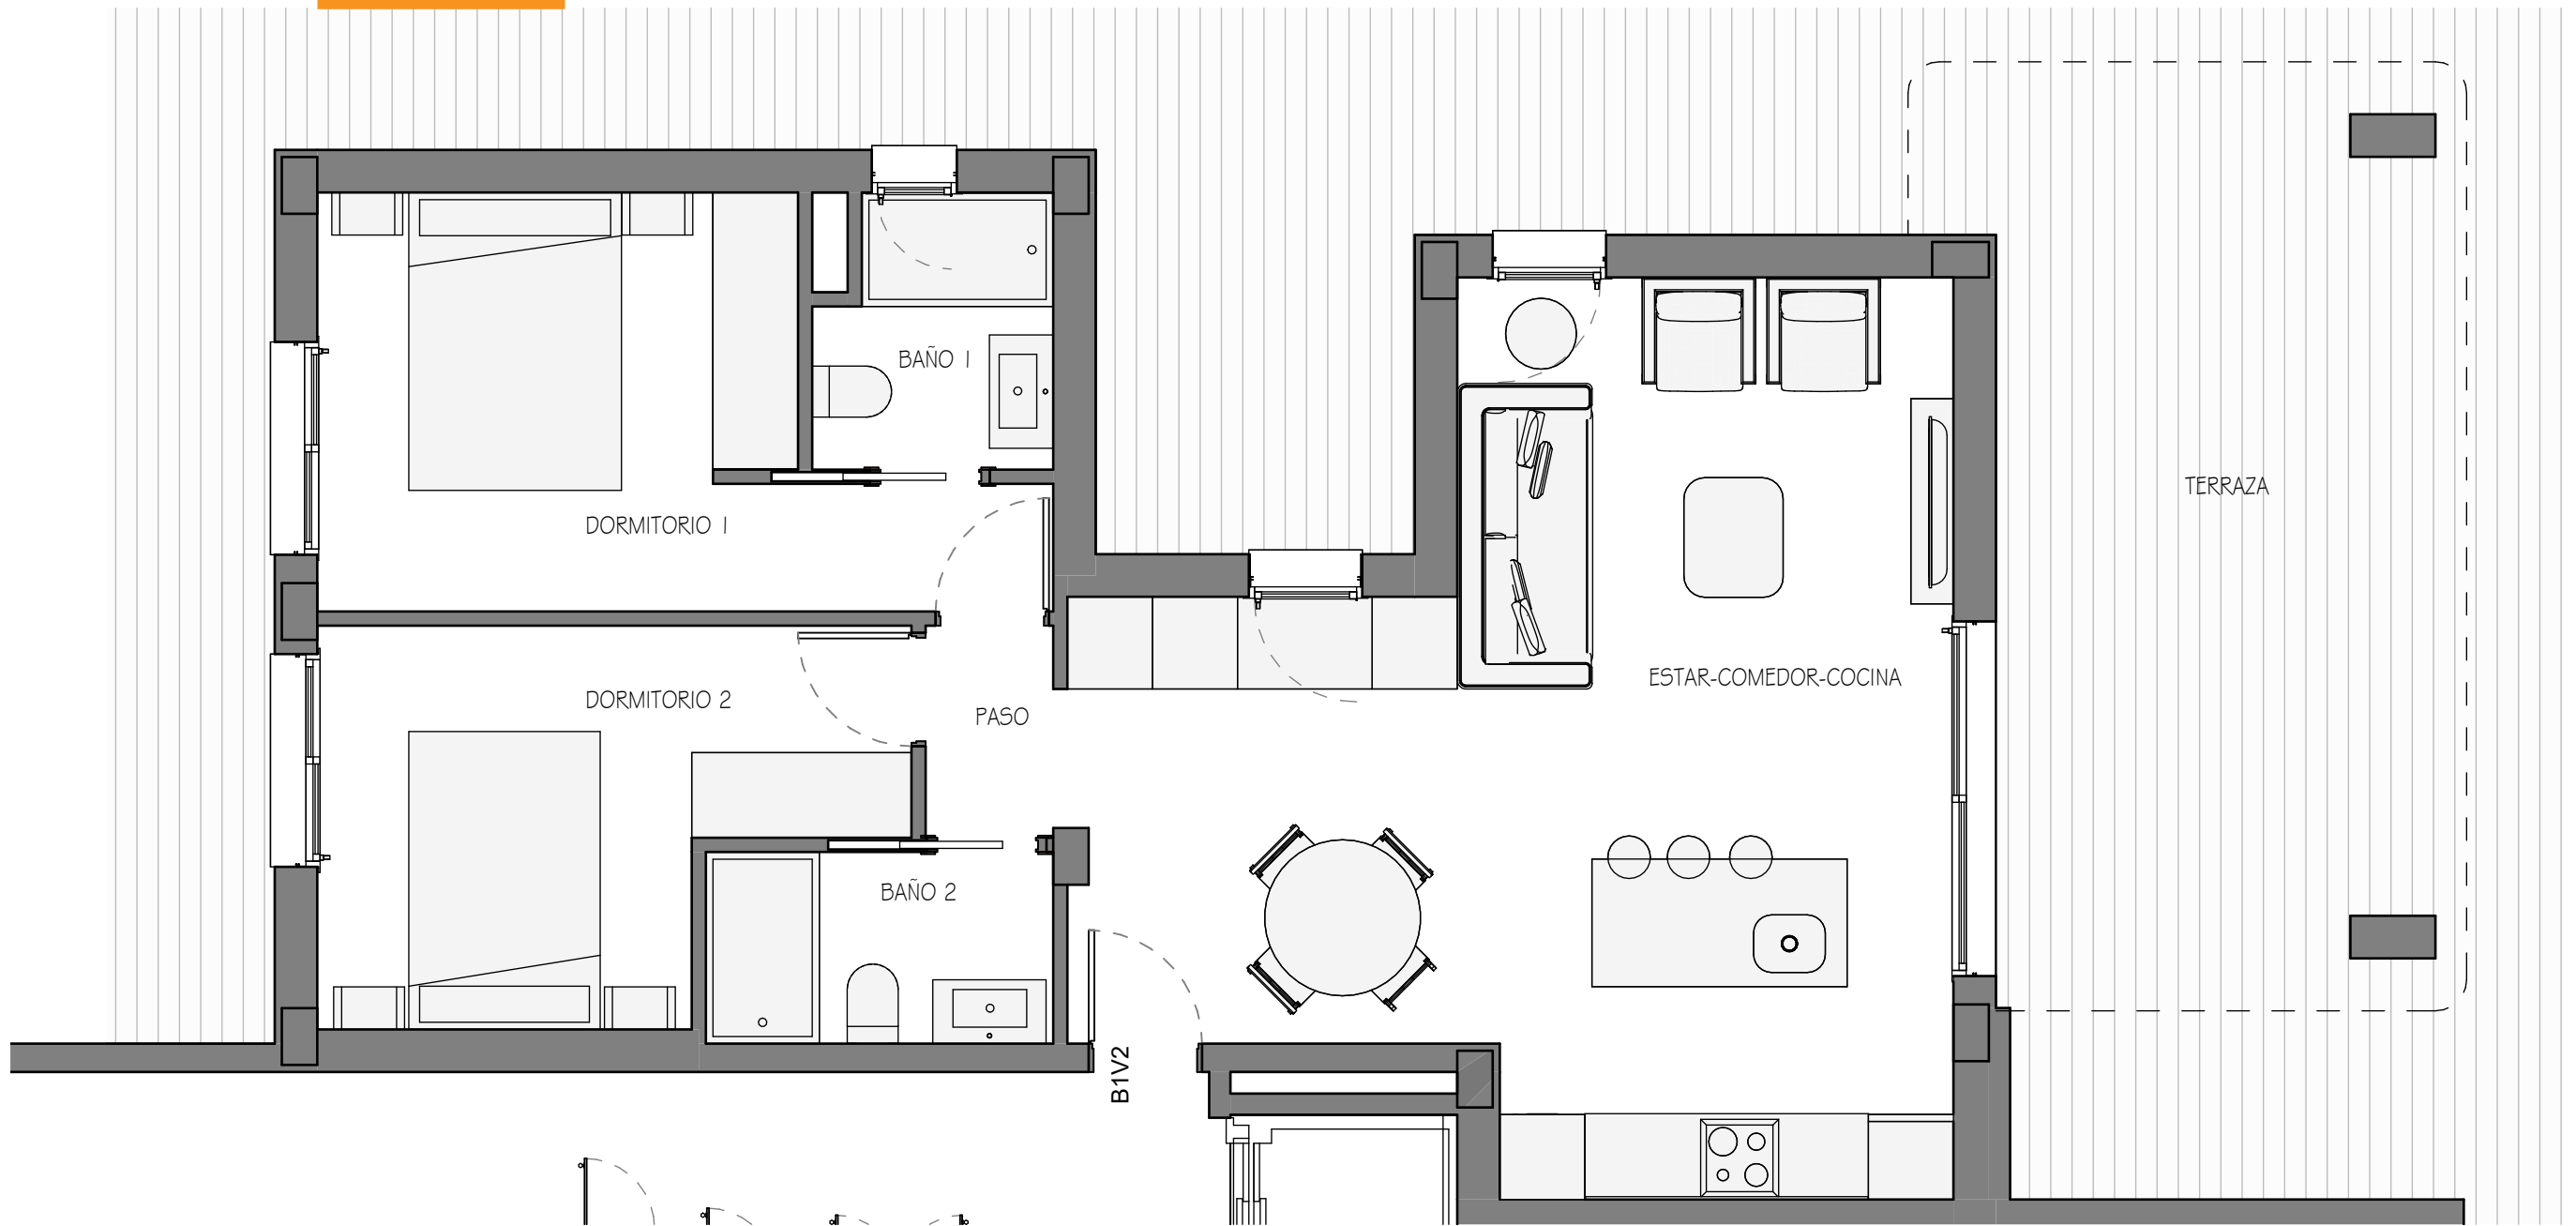 BAÑO 1
TERRAZA
DORMITORIO 1
ESTAR-COMEDOR-COCINA
DORMITORIO 2
PASO
BAÑO 2
B1V2